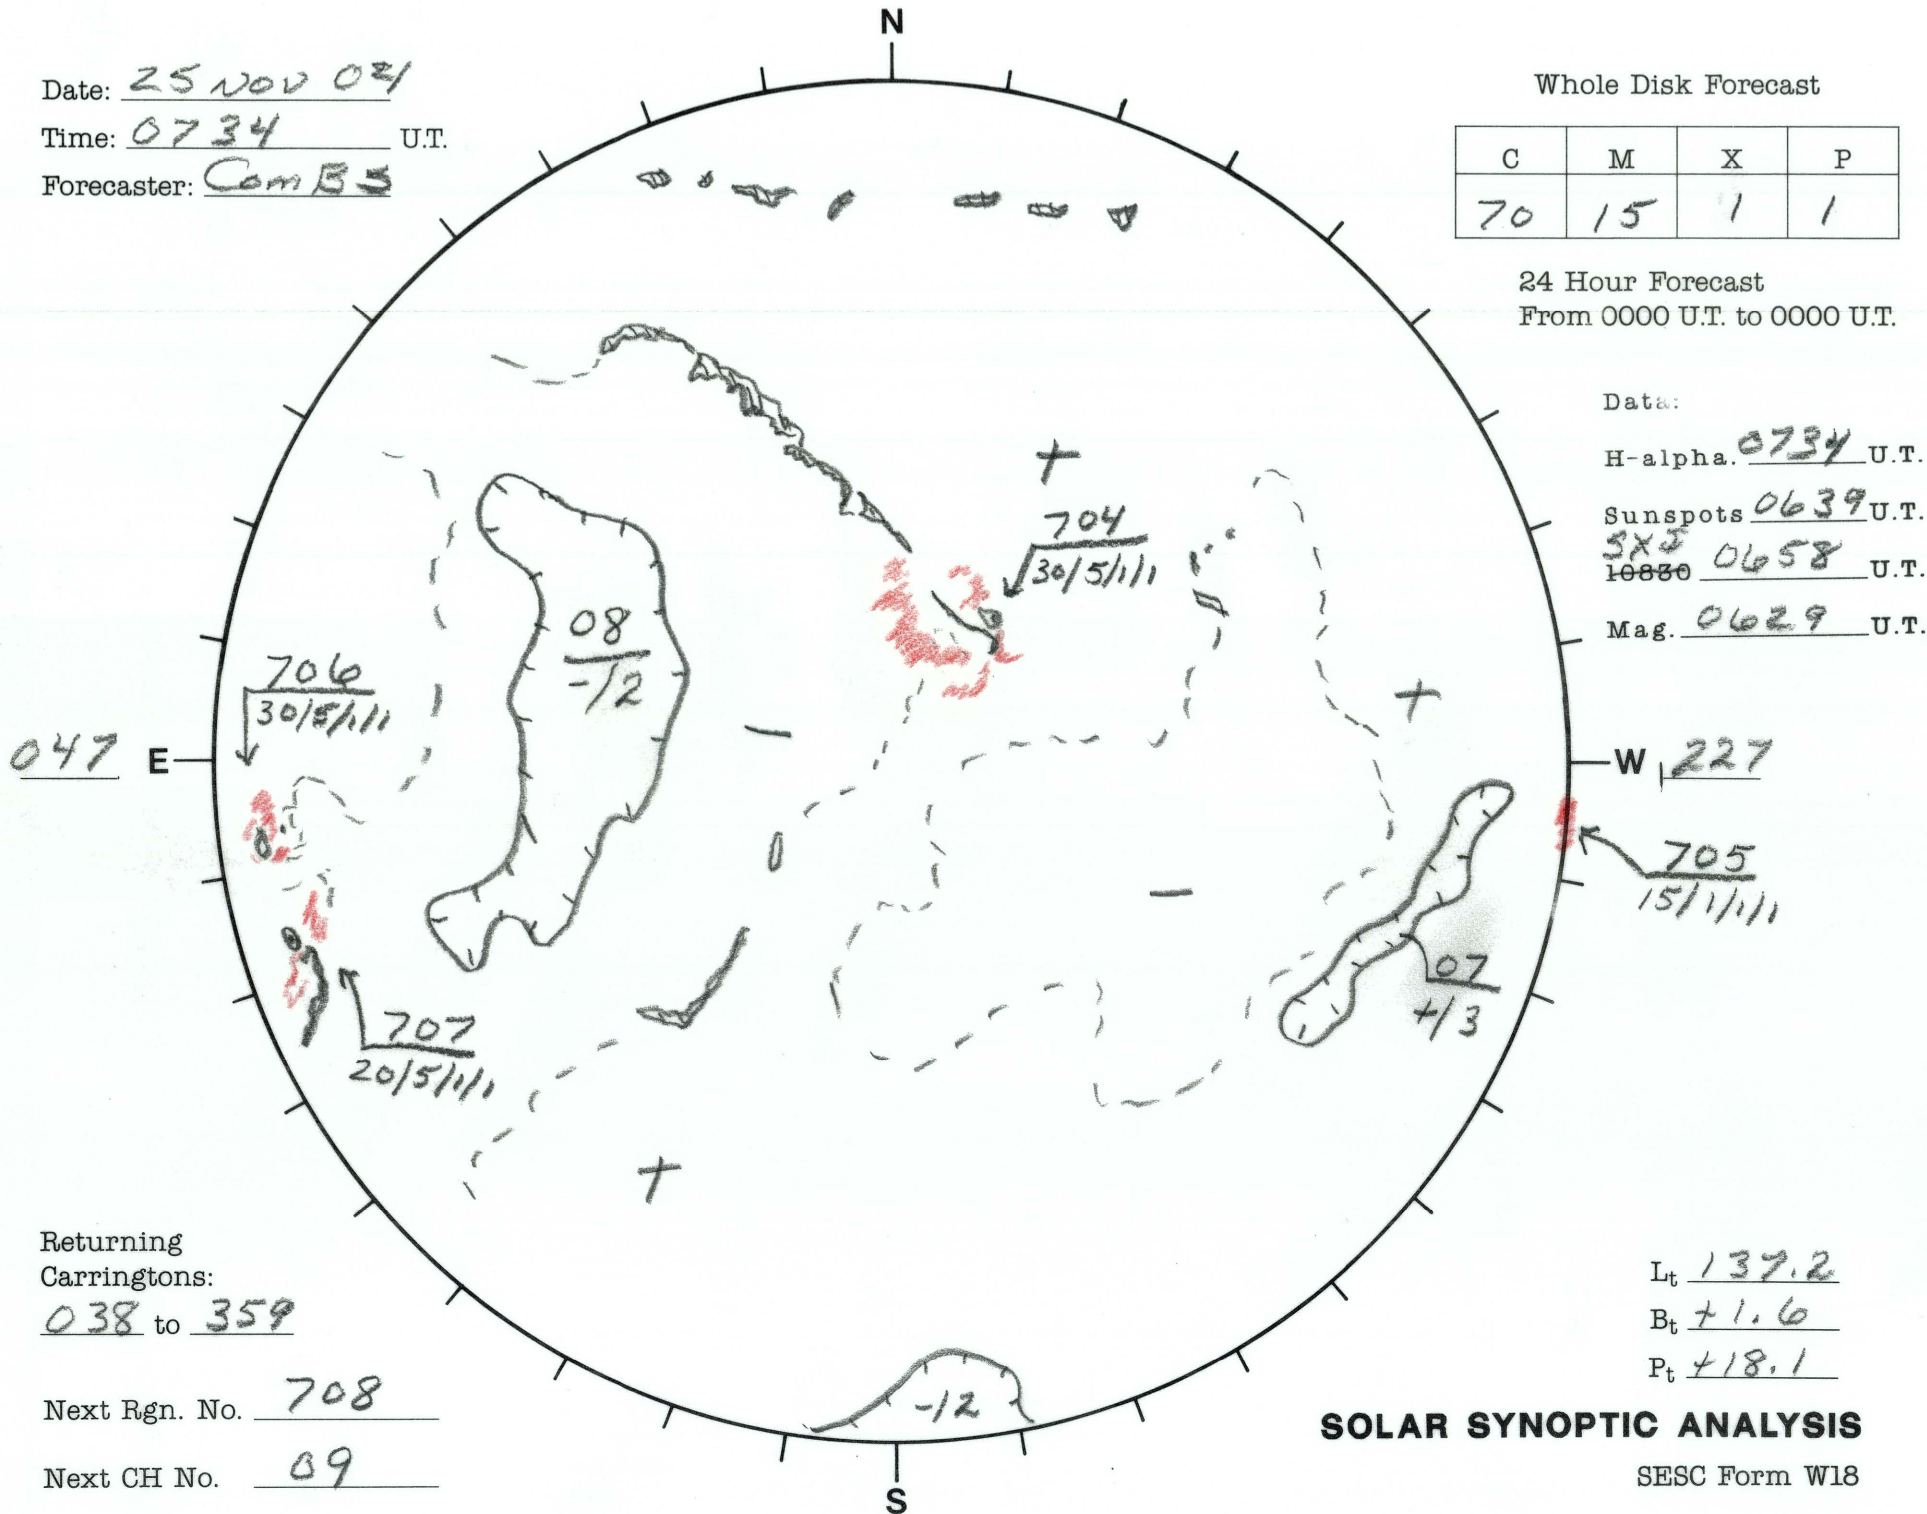 N
Date: 25 NOV 04
Time: 0734 U.T.
Forecaster: ComBS
Whole Disk Forecast
C M X P
70 15 1 1
24 Hour Forecast
From 0000 U.T. to 0000 U.T.
Data:
H-alpha. 0734 U.T.
Sunspots 0639 U.T.
SXI
10830 0658 U.T.
Mag. 0629 U.T.
+
704
30/5/1/1
08
-/2
706
30/5/1/1
+
-
047 E
W 227
705
15/1/1/1
-
07
+/3
707
20/5/1/1
+
Returning
Carringtons:
038 to 359
Next Rgn. No. 708
Next CH No. 09
-/2
Lt 137.2
Bt +1.6
Pt +18.1
SOLAR SYNOPTIC ANALYSIS
SESC Form W18
S